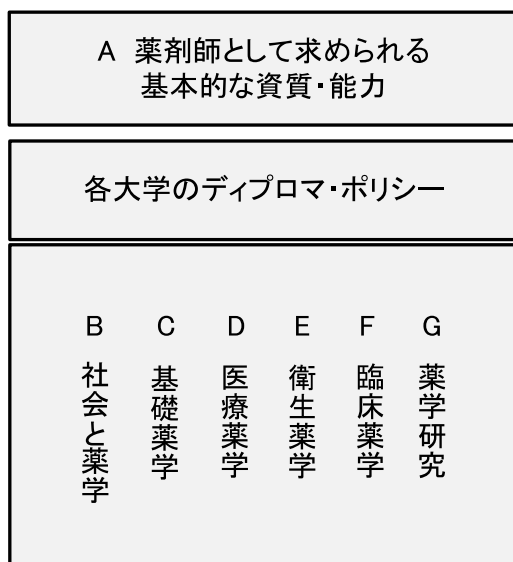 A 薬剤師として求められる
基本的な資質・能力
各大学のディプロマ・ポリシー
B 社会と薬学
C 基礎薬学
D 医療薬学
E 衛生薬学
F 臨床薬学
G 薬学研究